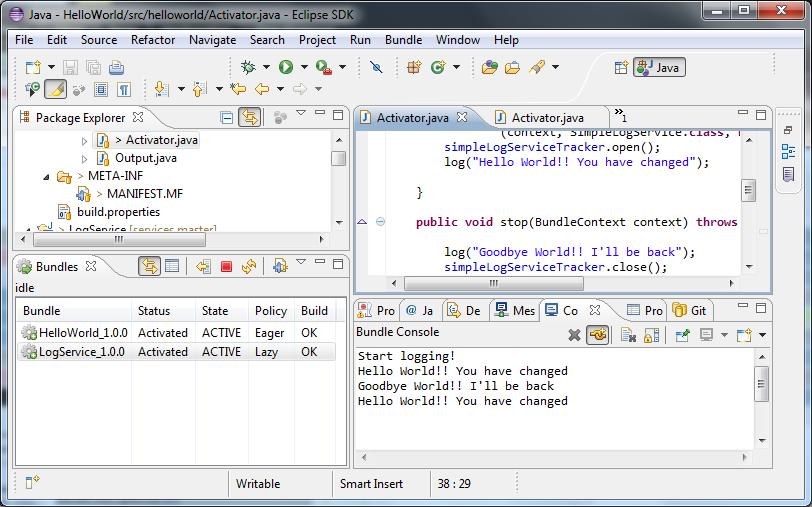 Java - HelloWorld/src/helloworld/Activator.java - Eclipse SDK
File Edit Source Refactor Navigate Search Project Run Bundle Window Help
Java
Package Explorer
> Activator.java
Output.java
> META-INF
> MANIFEST.MF
build.properties
> LogService [services master]
Activator.java
Activator.java
»1
(context, SimpleLogService.class,
simpleLogServiceTracker.open();
log("Hello World!! You have changed");
}
public void stop(BundleContext context) throws
log("Goodbye World!! I'll be back");
simpleLogServiceTracker.close();
Bundles
idle
Bundle Status State Policy Build
HelloWorld_1.0.0 Activated ACTIVE Eager OK
LogService_1.0.0 Activated ACTIVE Lazy OK
Pro @ Ja De Mes Co Pro Git
Bundle Console
Start logging!
Hello World!! You have changed
Goodbye World!! I'll be back
Hello World!! You have changed
Writable Smart Insert 38 : 29